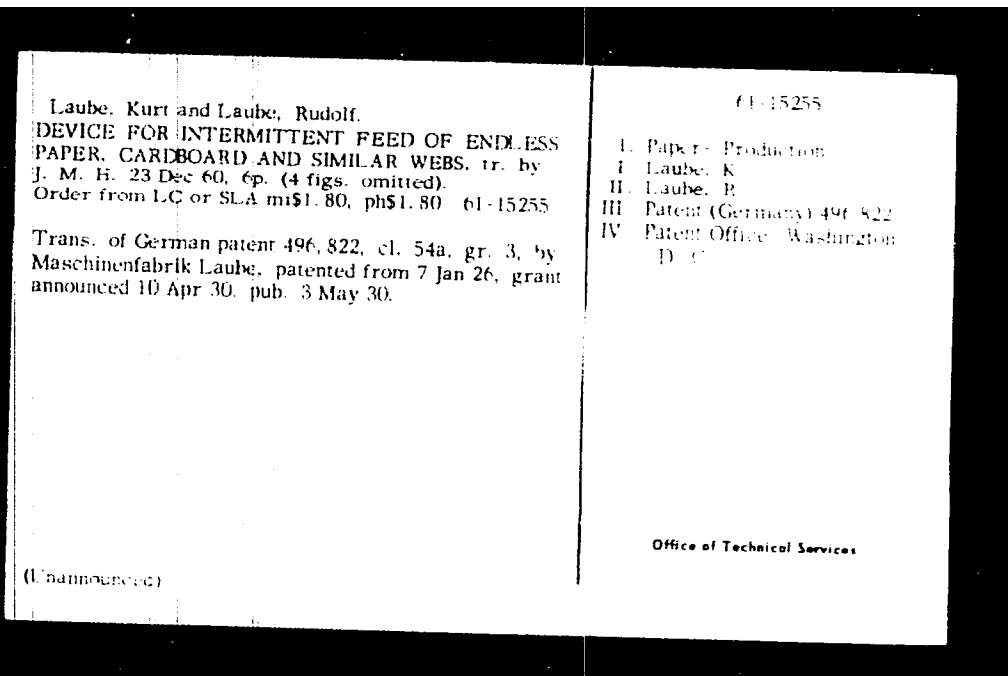 Laube, Kurt and Laube, Rudolf.
DEVICE FOR INTERMITTENT FEED OF ENDLESS
PAPER, CARDBOARD AND SIMILAR WEBS. tr. by
J. M. H. 23 Dec 60, 6p. (4 figs. omitted).
Order from LC or SLA mi$1.80, ph$1.80 61-15255
Trans. of German patent 496,822, cl. 54a, gr. 3, by
Maschinenfabrik Laube, patented from 7 Jan 26, grant
announced 10 Apr 30. pub. 3 May 30.
(Unannounced)
61-15255
1. Paper--Production
I. Laube, K
II. Laube, R
III Patent (Germany) 496 822
IV Patent Office Washington
D C
Office of Technical Services